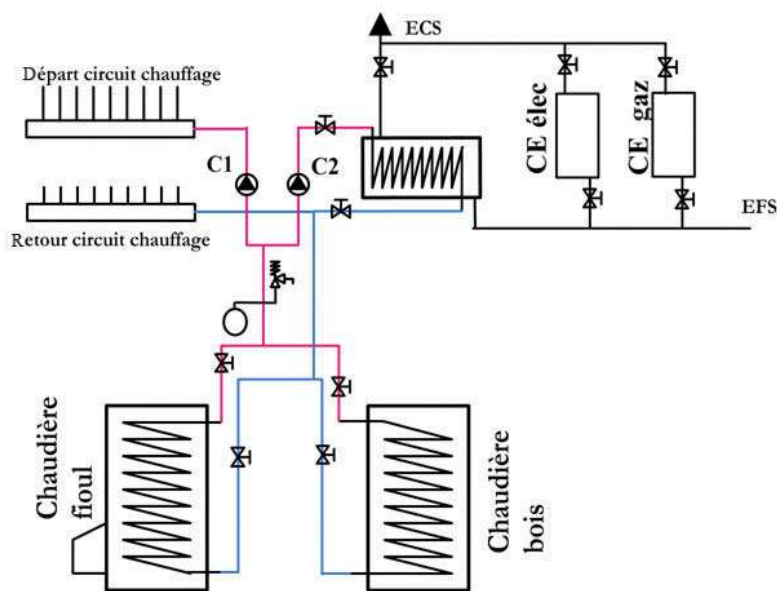 ECS
Départ circuit chauffage
C1
C2
CE élec
CE gaz
Retour circuit chauffage
EFS
Chaudière
fioul
Chaudière
bois